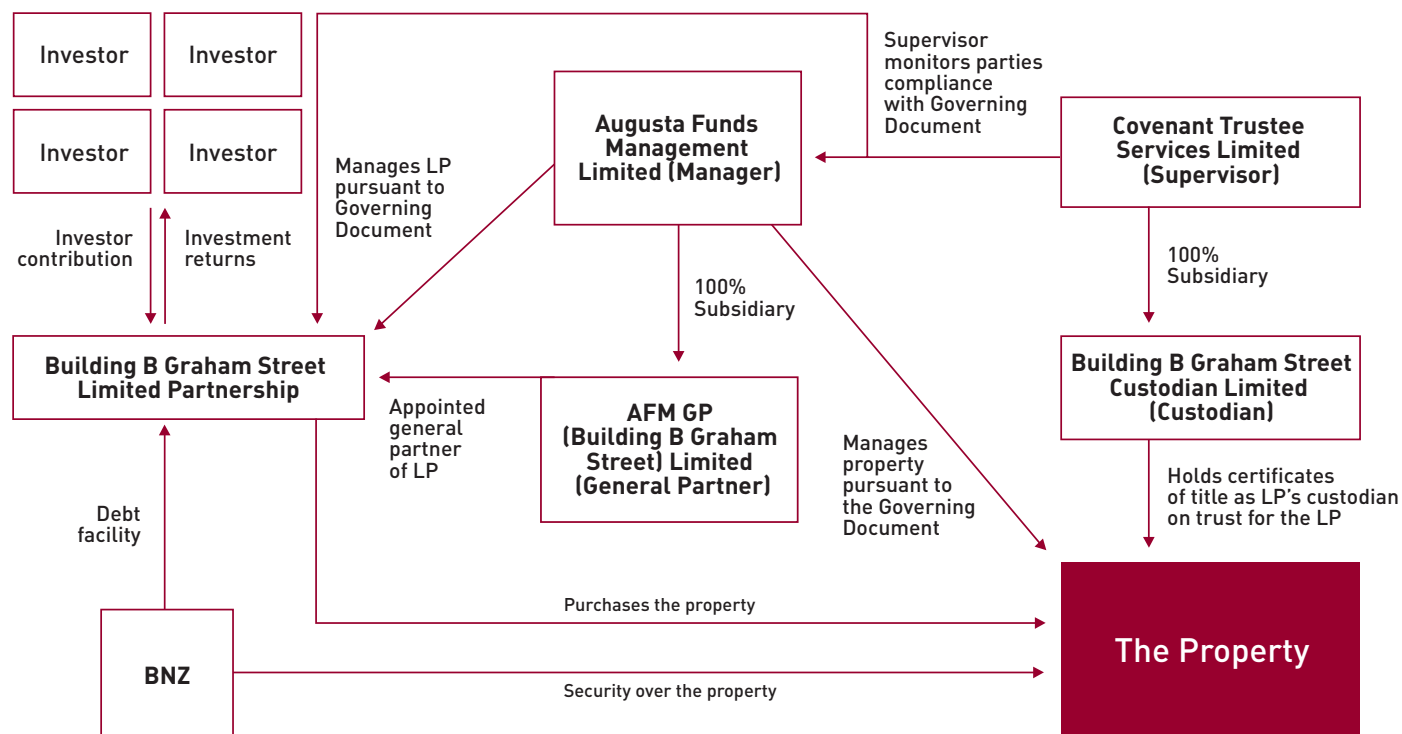 Investor
Investor
Investor
Investor
Investor
contribution
Investment
returns
Manages LP
pursuant to
Governing
Document
Augusta Funds
Management
Limited (Manager)
Supervisor
monitors parties
compliance
with Governing
Document
Covenant Trustee
Services Limited
(Supervisor)
100%
Subsidiary
100%
Subsidiary
Building B Graham Street
Limited Partnership
Appointed
general
partner
of LP
AFM GP
(Building B Graham
Street) Limited
(General Partner)
Manages
property
pursuant to
the Governing
Document
Building B Graham Street
Custodian Limited
(Custodian)
Holds certificates
of title as LP's custodian
on trust for the LP
Debt
facility
BNZ
Purchases the property
Security over the property
The Property